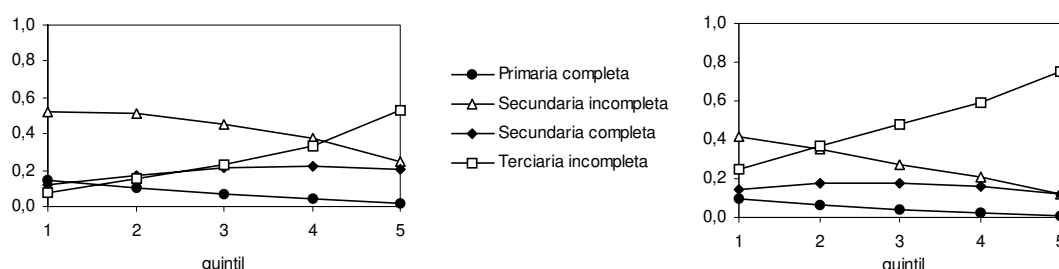 1,0
0,8
0,6
0,4
0,2
0,0
1 2 3 4 5
quintil
Primaria completa
Secundaria incompleta
Secundaria completa
Terciaria incompleta
1,0
0,8
0,6
0,4
0,2
0,0
1 2 3 4 5
quintil